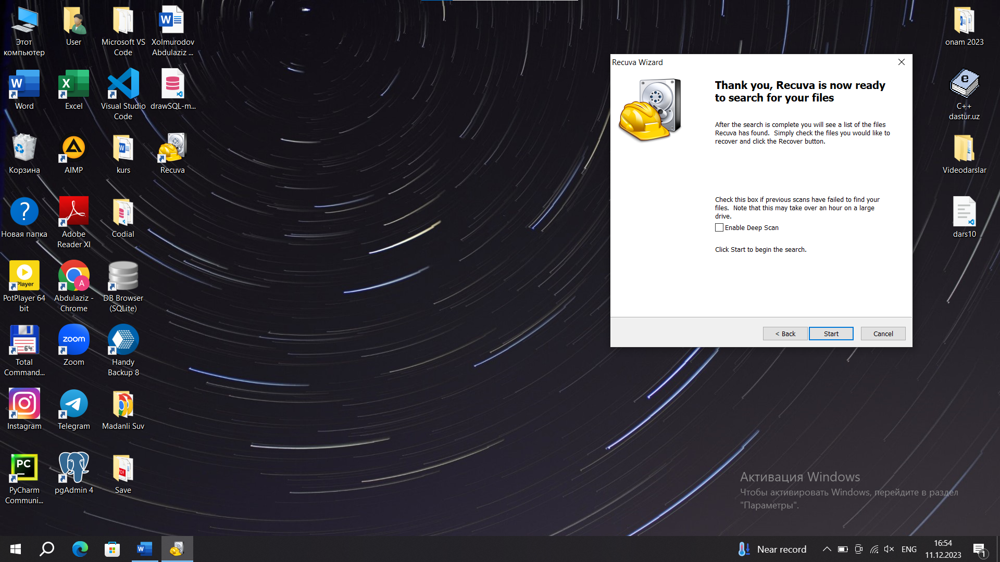 Этот
компьютер
User
Microsoft VS
Code
Xolmurodov
Abdulaziz ...
Word
Excel
Visual Studio
Code
drawSQL-m...
Корзина
AIMP
kurs
Recuva
Новая папка
Adobe
Reader XI
Codial
Player
PotPlayer 64
bit
A
Abdulaziz -
Chrome
DB Browser
(SQLite)
64
Total
Command...
zoom
Zoom
Handy
Backup 8
Instagram
Telegram
Madanli Suv
PC
PyCharm
Communi...
pgAdmin 4
PDF
Save
Recuva Wizard
Thank you, Recuva is now ready
to search for your files
After the search is complete you will see a list of the files
Recuva has found. Simply check the files you would like to
recover and click the Recover button.
Check this box if previous scans have failed to find your
files. Note that this may take over an hour on a large
drive.
Enable Deep Scan
Click Start to begin the search.
< Back
Start
Cancel
onam 2023
e
C++
dastur.uz
Videodarslar
dars10
Активация Windows
Чтобы активировать Windows, перейдите в раздел
"Параметры".
Near record
ENG
16:54
11.12.2023
1